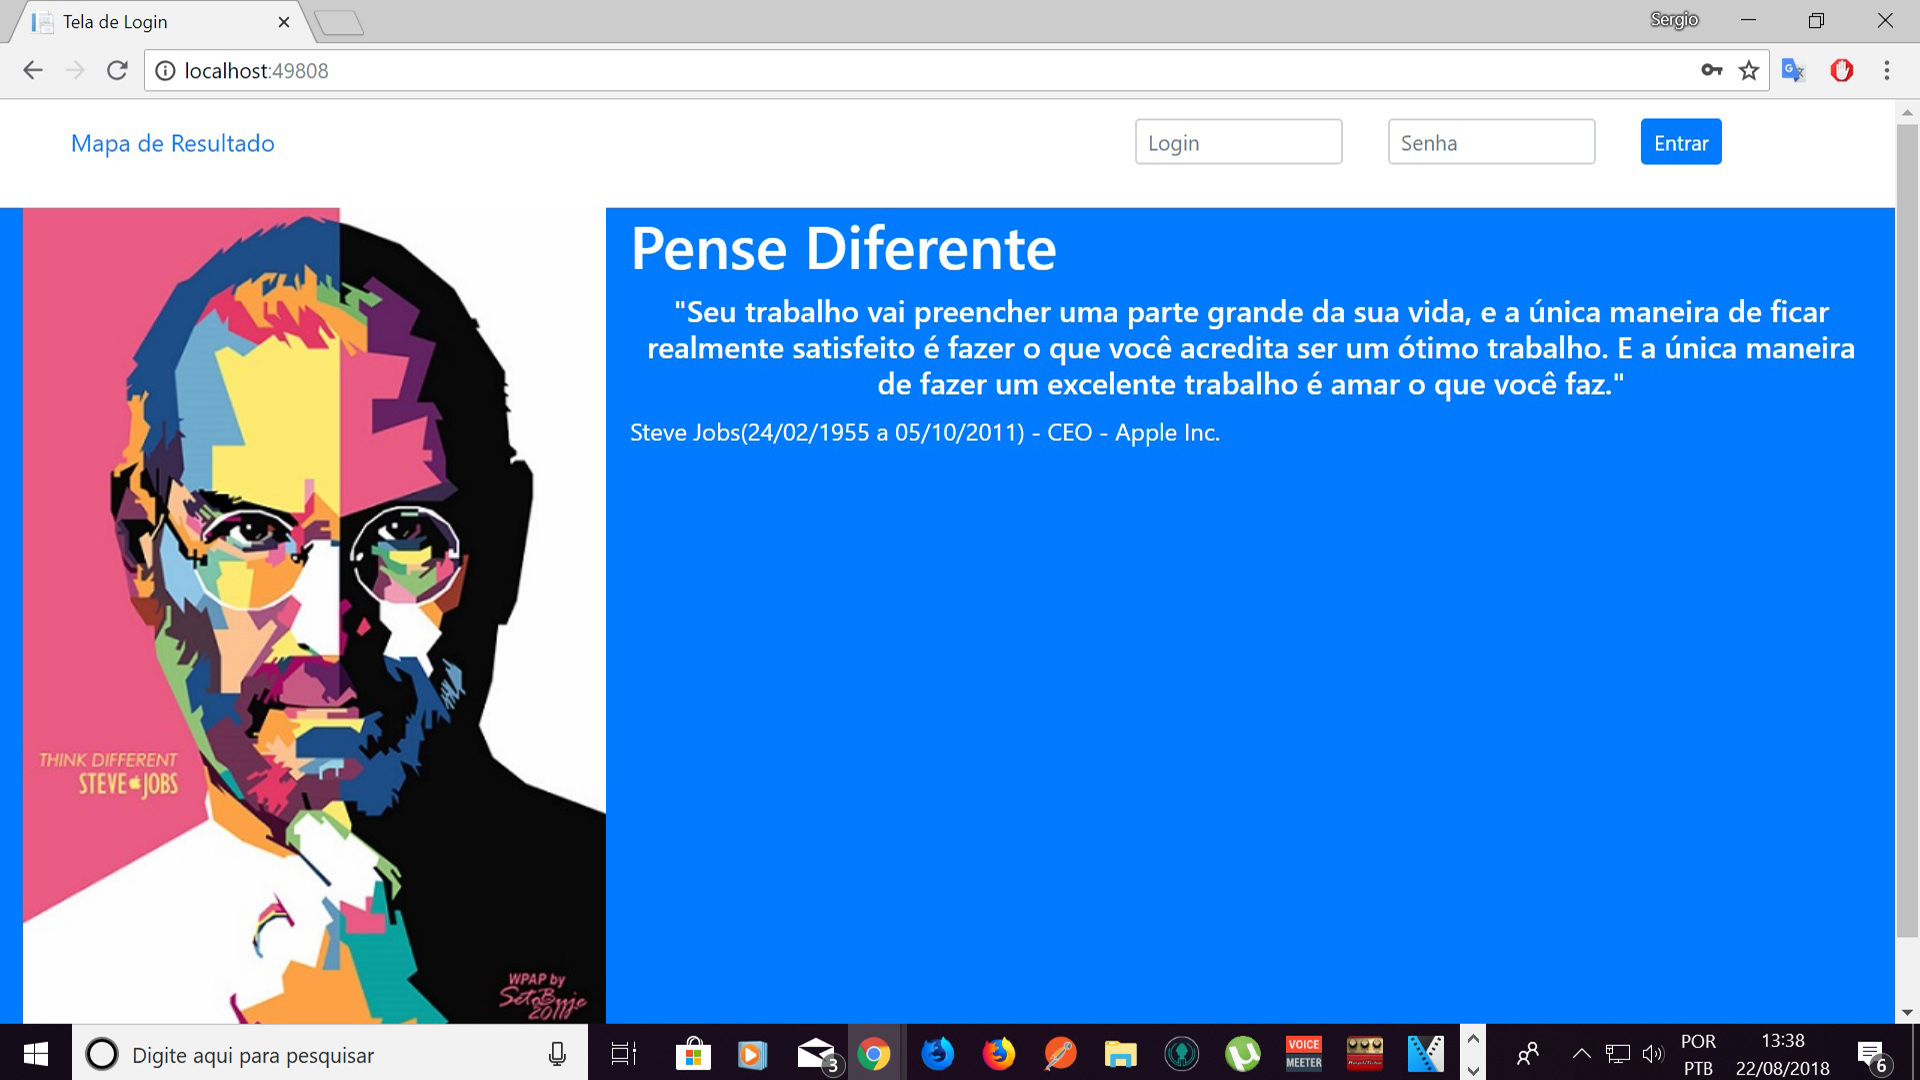 Tela de Login
Sergio
localhost:49808
Mapa de Resultado
Login
Senha
Entrar
Pense Diferente
"Seu trabalho vai preencher uma parte grande da sua vida, e a única maneira de ficar
realmente satisfeito é fazer o que você acredita ser um ótimo trabalho. E a única maneira
de fazer um excelente trabalho é amar o que você faz."
Steve Jobs(24/02/1955 a 05/10/2011) - CEO - Apple Inc.
THINK DIFFERENT
STEVE JOBS
WPAP by
2011
Digite aqui para pesquisar
3
VOICE
MEETER
POR
PTB
13:38
22/08/2018
6